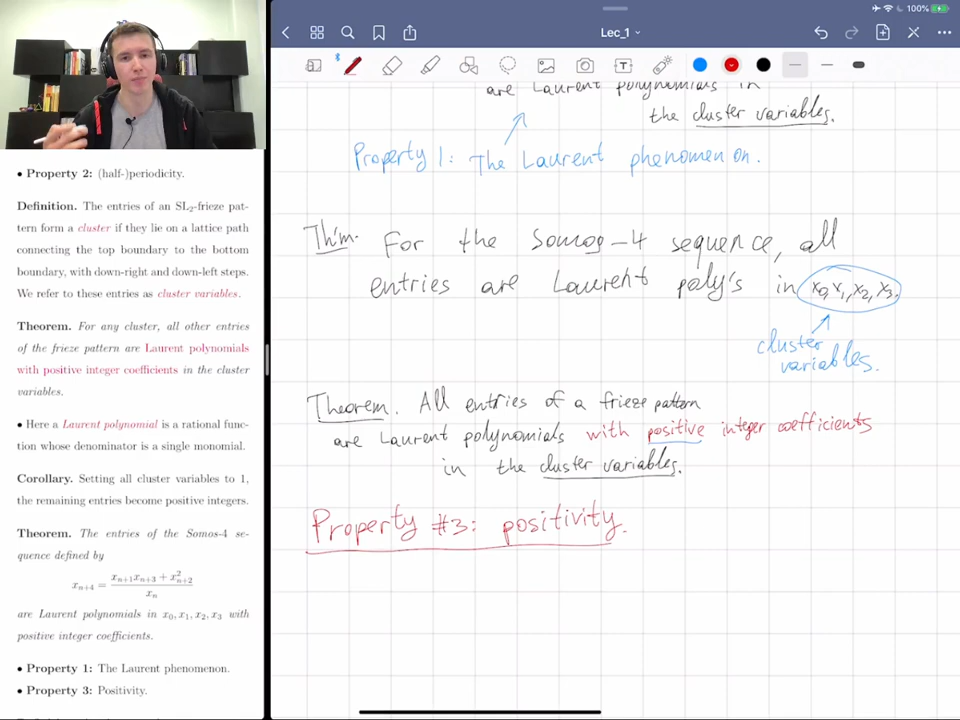 • Property 2: (half-)periodicity.
Definition. The entries of an SL₂-frieze pat-
tern form a cluster if they lie on a lattice path
connecting the top boundary to the bottom
boundary, with down-right and down-left steps.
We refer to these entries as cluster variables.
Theorem. For any cluster, all other entries
of the frieze pattern are Laurent polynomials
with positive integer coefficients in the cluster
variables.
• Here a Laurent polynomial is a rational func-
tion whose denominator is a single monomial.
Corollary. Setting all cluster variables to 1,
the remaining entries become positive integers.
Theorem. The entries of the Somos-4 se-
quence defined by
xₙ₊₄ = (xₙ₊₁xₙ₊₃ + x²ₙ₊₂) / xₙ
are Laurent polynomials in x₀, x₁, x₂, x₃ with
positive integer coefficients.
• Property 1: The Laurent phenomenon.
• Property 3: Positivity.
100%
Lec_1
are Laurent polynomials in
the cluster variables.
Property 1: The Laurent phenomenon.
Th'm. For the Somos-4 sequence, all
entries are Laurent poly's in x₀, x₁, x₂, x₃.
cluster
variables.
Theorem. All entries of a frieze pattern
are Laurent polynomials with positive integer coefficients
in the cluster variables.
Property #3: positivity.